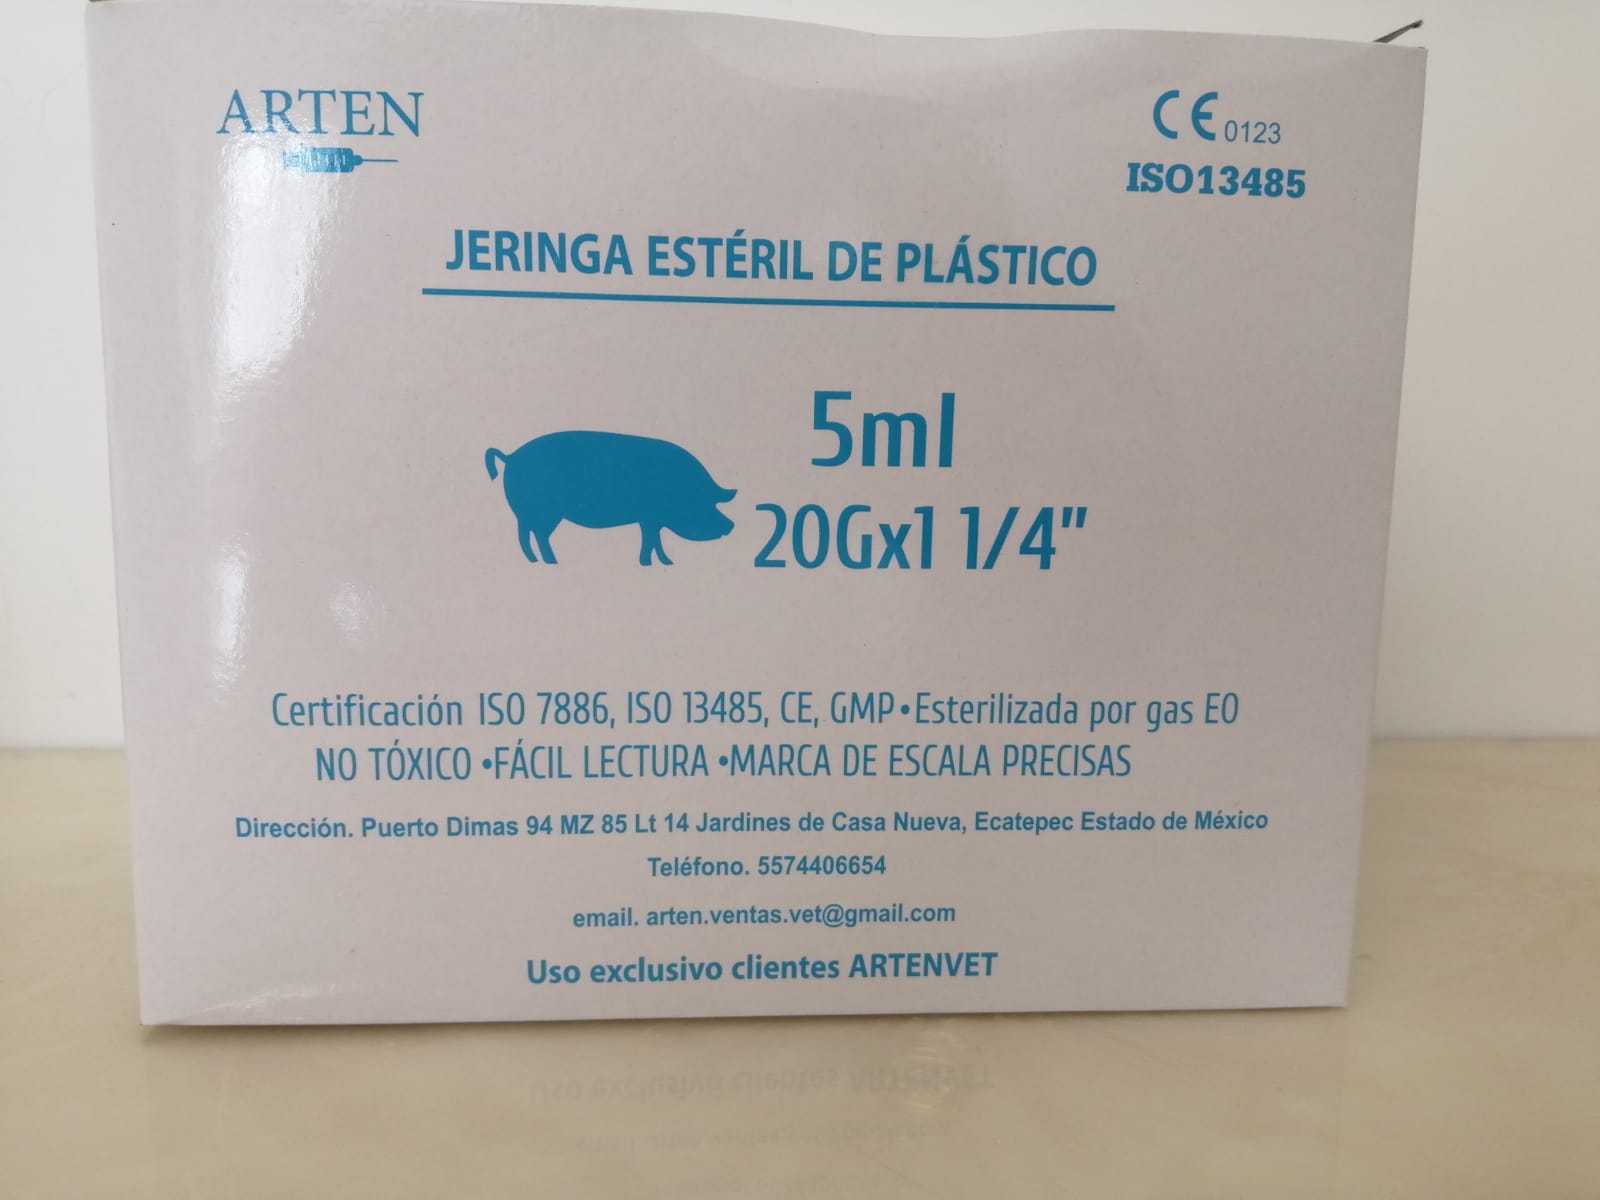 ARTEN
CE 0123
ISO13485
JERINGA ESTÉRIL DE PLÁSTICO
5ml
20Gx1 1/4"
Certificación ISO 7886, ISO 13485, CE, GMP•Esterilizada por gas EO
NO TÓXICO •FÁCIL LECTURA •MARCA DE ESCALA PRECISAS
Dirección. Puerto Dimas 94 MZ 85 Lt 14 Jardines de Casa Nueva, Ecatepec Estado de México
Teléfono. 5574406654
email. arten.ventas.vet@gmail.com
Uso exclusivo clientes ARTENVET